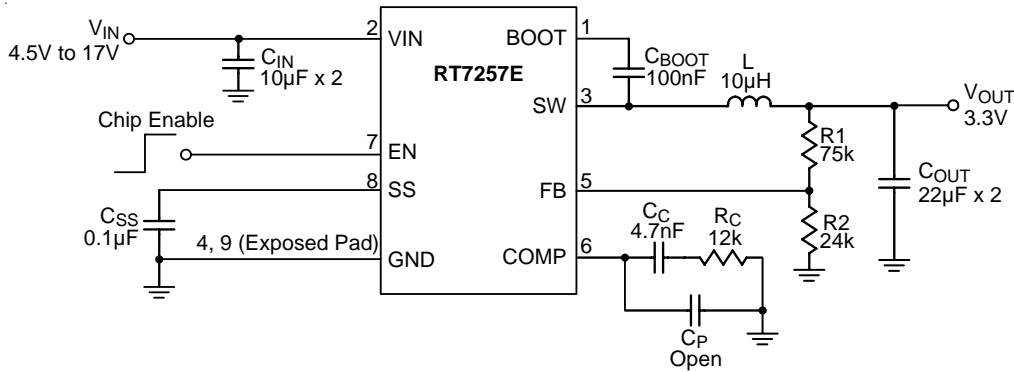 VIN
4.5V to 17V
CIN
10µF x 2
Chip Enable
CSS
0.1µF
4, 9 (Exposed Pad)
2
7
8
VIN
EN
SS
GND
RT7257E
BOOT
SW
FB
COMP
1
3
5
6
CBOOT
100nF
L
10µH
VOUT
3.3V
R1
75k
R2
24k
COUT
22µF x 2
CC
4.7nF
RC
12k
CP
Open